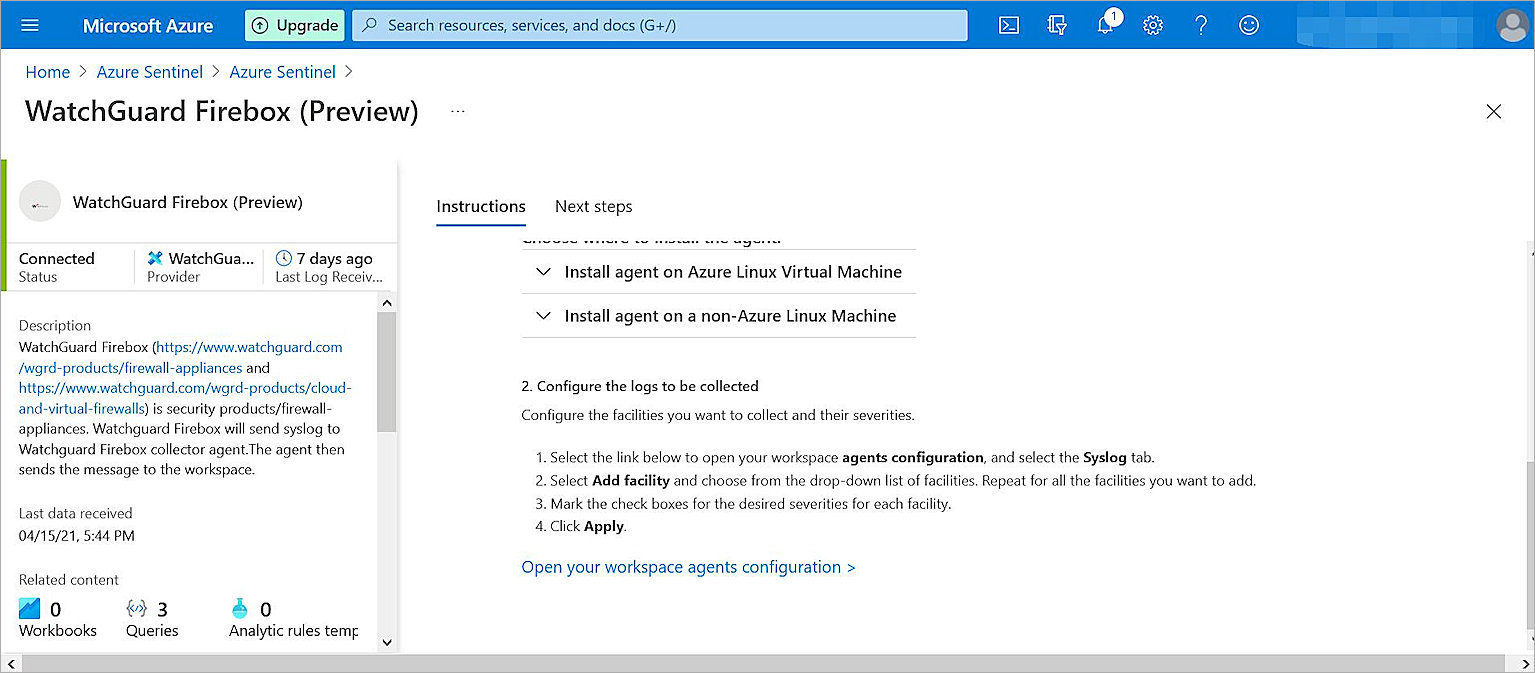 Microsoft Azure
Upgrade
Search resources, services, and docs (G+/)
1
Home > Azure Sentinel > Azure Sentinel >
WatchGuard Firebox (Preview) ...
WatchGuard Firebox (Preview)
Connected
Status
WatchGua...
Provider
7 days ago
Last Log Receiv...
Description
WatchGuard Firebox (https://www.watchguard.com
/wgrd-products/firewall-appliances and
https://www.watchguard.com/wgrd-products/cloud-
and-virtual-firewalls) is security products/firewall-
appliances. Watchguard Firebox will send syslog to
Watchguard Firebox collector agent.The agent then
sends the message to the workspace.
Last data received
04/15/21, 5:44 PM
Related content
0
Workbooks
3
Queries
0
Analytic rules temp
Instructions
Next steps
Choose where to install the agent:
Install agent on Azure Linux Virtual Machine
Install agent on a non-Azure Linux Machine
2. Configure the logs to be collected
Configure the facilities you want to collect and their severities.
1. Select the link below to open your workspace agents configuration, and select the Syslog tab.
2. Select Add facility and choose from the drop-down list of facilities. Repeat for all the facilities you want to add.
3. Mark the check boxes for the desired severities for each facility.
4. Click Apply.
Open your workspace agents configuration >